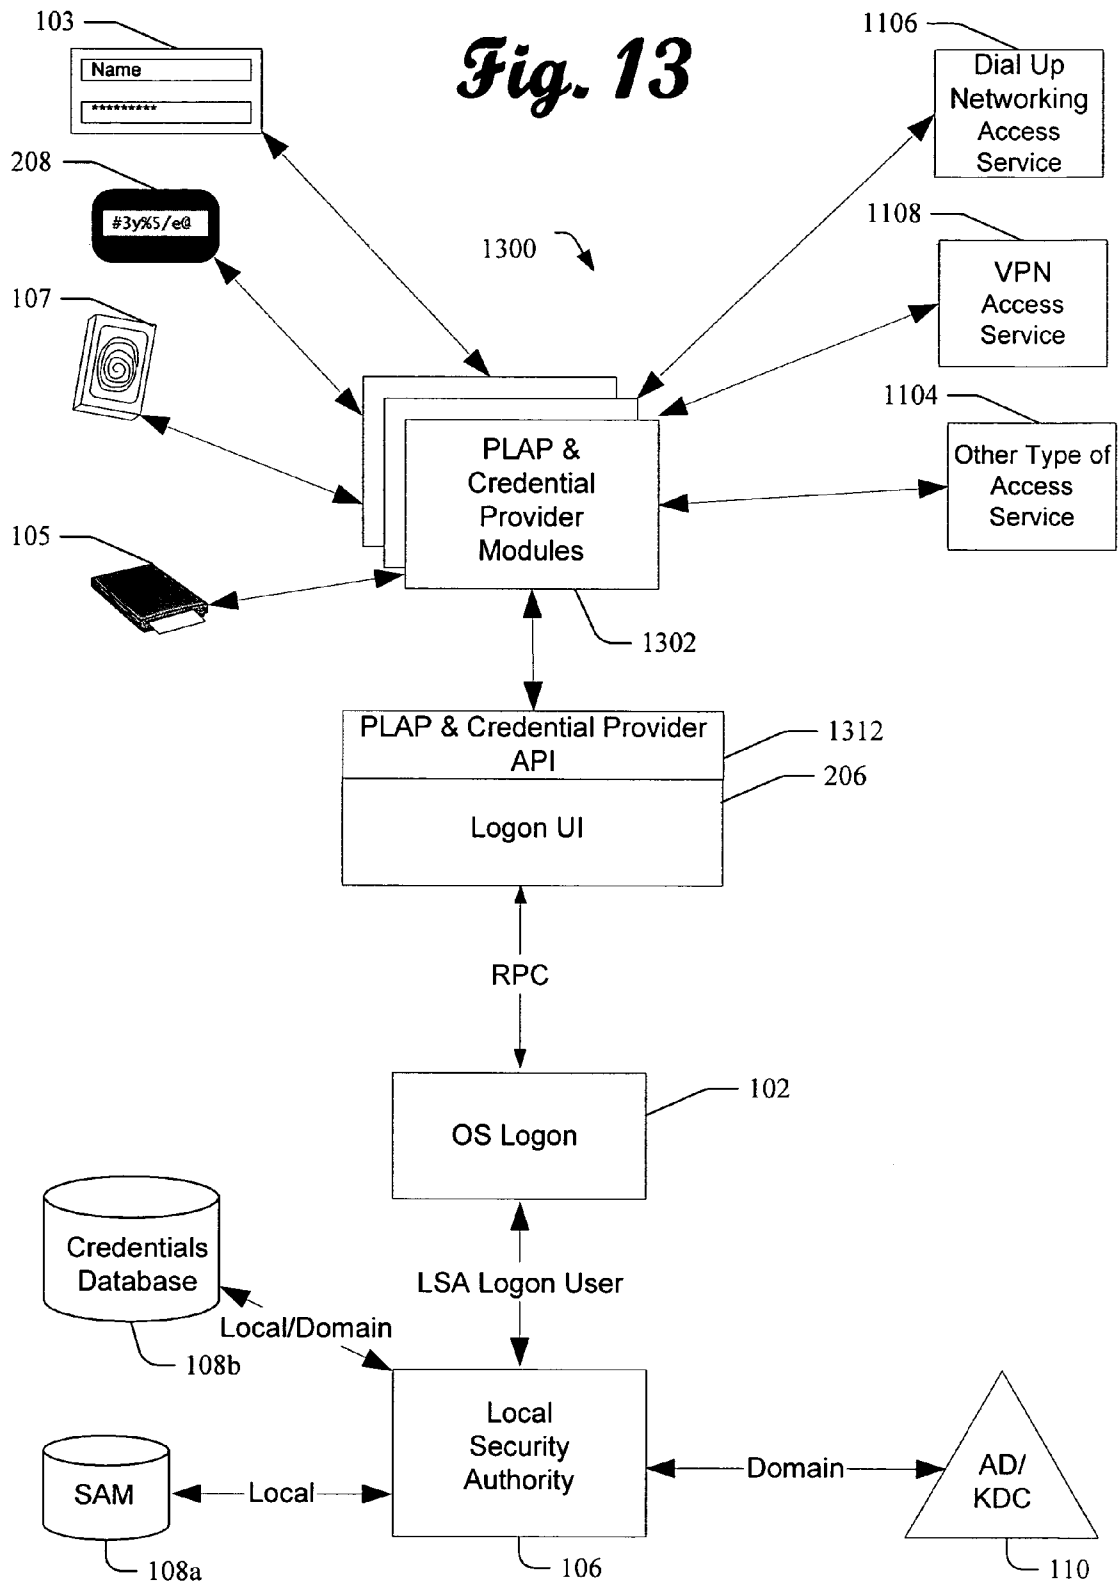 103
Fig. 13
1106
Name
*********
Dial Up
Networking
Access
Service
208
#3y%5/e@
1108
1300
VPN
Access
Service
107
1104
PLAP &
Credential
Provider
Modules
Other Type of
Access
Service
105
1302
PLAP & Credential Provider
API
1312
206
Logon UI
RPC
102
OS Logon
Credentials
Database
LSA Logon User
Local/Domain
108b
Local
Security
Authority
Domain
AD/
KDC
SAM
Local
108a
106
110